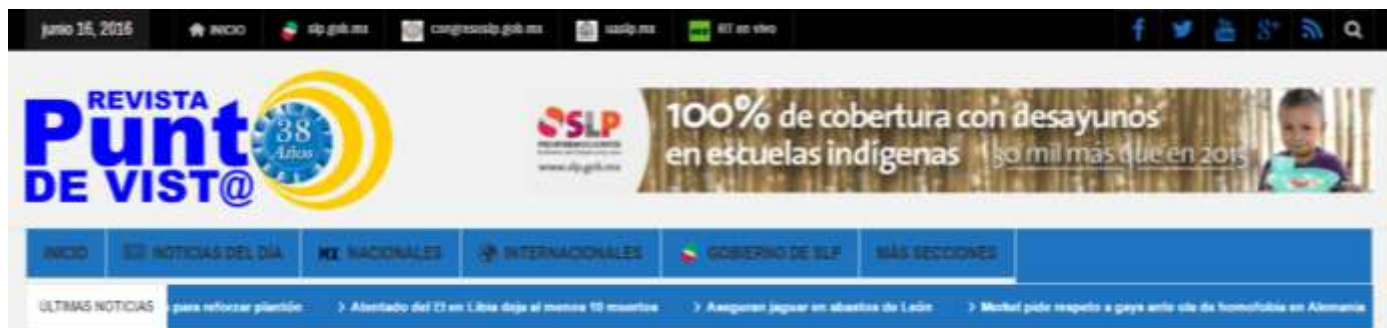 junio 16, 2016 INICIO slp.gob.mx congresoslp.gob.mx uaslp.mx RT en vivo
REVISTA
Punt
DE VIST@
38
Años
SLP
www.slp.gob.mx
100% de cobertura con desayunos
en escuelas indígenas 30 mil más que en 2015
INICIO NOTICIAS DEL DÍA MX NACIONALES INTERNACIONALES GOBIERNO DE SLP MÁS SECCIONES
ÚLTIMAS NOTICIAS para reforzar plantón > Atentado del EI en Libia deja al menos 10 muertos > Aseguran jaguar en abastos de León > Merkel pide respeto a gays ante ola de homofobia en Alemania